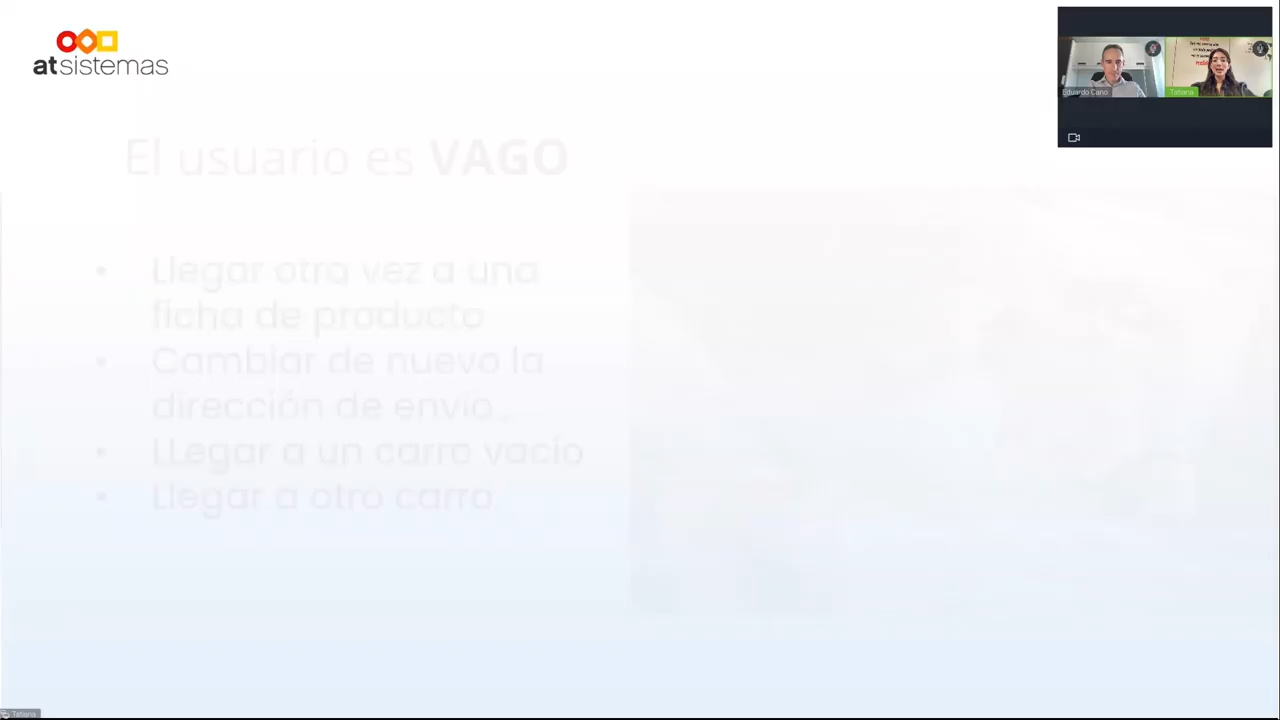 atsistemas
Eduardo Cano
Tatiana
El usuario es VAGO
• Llegar otra vez a una
ficha de producto
• Cambiar de nuevo la
dirección de envío
• LLegar a un carro vacío
• Llegar a otro carro
Tatiana